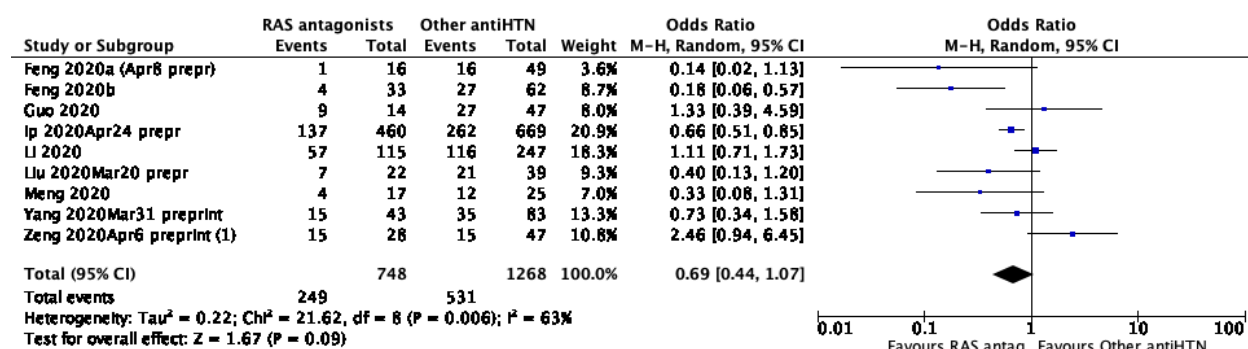 RAS antagonists Other antiHTN Odds Ratio Odds Ratio
Study or Subgroup Events Total Events Total Weight M-H, Random, 95% CI M-H, Random, 95% CI
Feng 2020a (Apr8 prepr) 1 16 16 49 3.6% 0.14 [0.02, 1.13]
Feng 2020b 4 33 27 62 8.7% 0.18 [0.06, 0.57]
Guo 2020 9 14 27 47 8.0% 1.33 [0.39, 4.59]
Ip 2020Apr24 prepr 137 460 262 669 20.9% 0.66 [0.51, 0.85]
Li 2020 57 115 116 247 18.3% 1.11 [0.71, 1.73]
Liu 2020Mar20 prepr 7 22 21 39 9.3% 0.40 [0.13, 1.20]
Meng 2020 4 17 12 25 7.0% 0.33 [0.08, 1.31]
Yang 2020Mar31 preprint 15 43 35 83 13.3% 0.73 [0.34, 1.58]
Zeng 2020Apr6 preprint (1) 15 28 15 47 10.8% 2.46 [0.94, 6.45]
Total (95% CI) 748 1268 100.0% 0.69 [0.44, 1.07]
Total events 249 531
Heterogeneity: Tau² = 0.22; Chi² = 21.62, df = 8 (P = 0.006); I² = 63%
Test for overall effect: Z = 1.67 (P = 0.09)
0.01 0.1 1 10 100
Favours RAS antag. Favours Other antiHTN